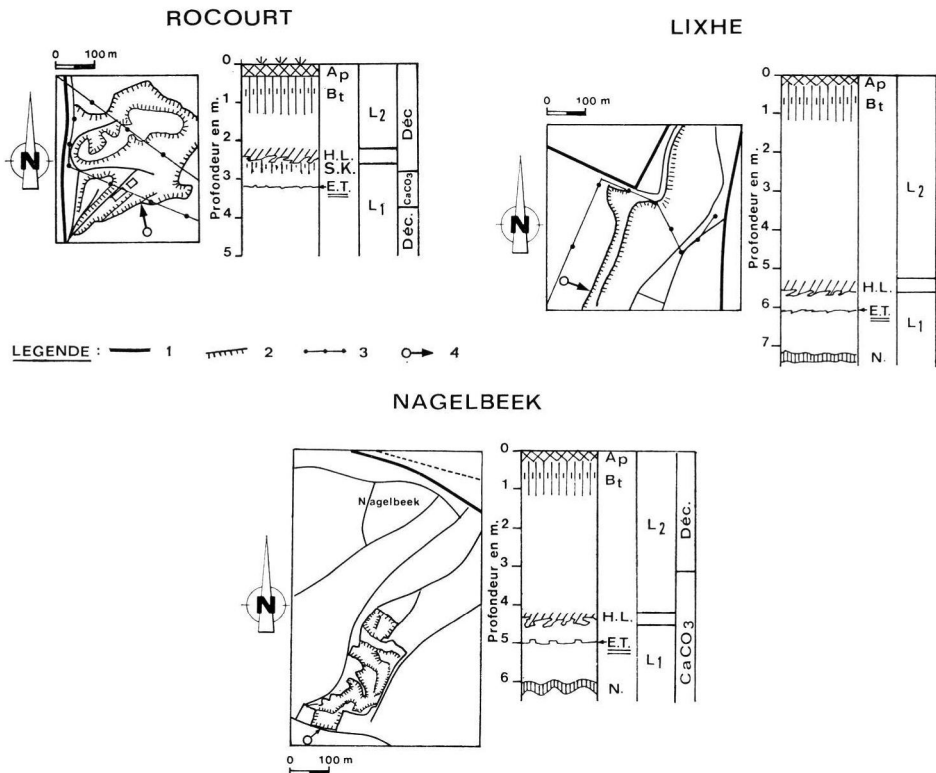 ROCOURT
0 100 m
N
Profondeur en m.
0
1
2
3
4
5
Ap
Bt
H.L.
S.K.
E.T.
L2
L1
Déc
CaCO3
Déc.
LIXHE
0 100 m
N
Profondeur en m.
0
1
2
3
4
5
6
7
Ap
Bt
H.L.
E.T.
N.
L2
L1
LEGENDE : 1 2 3 4
NAGELBEEK
Nagelbeek
N
0 100 m
Profondeur en m.
0
1
2
3
4
5
6
Ap
Bt
H.L.
E.T.
N.
L2
L1
Déc.
CaCO3